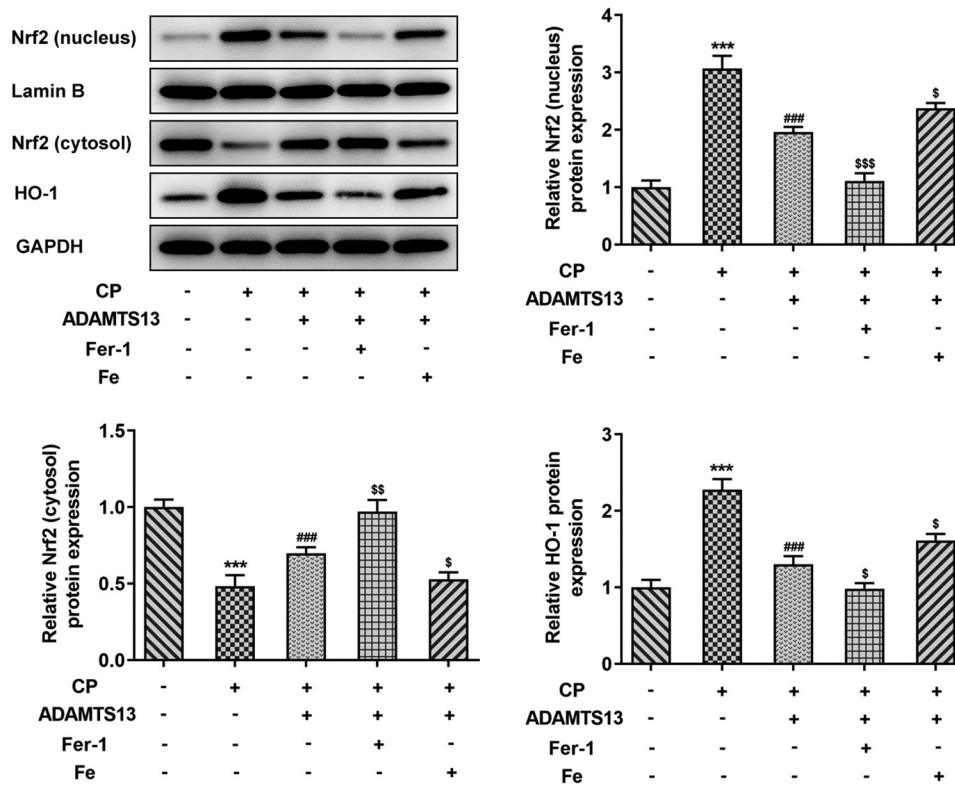 Nrf2 (nucleus)
Lamin B
Nrf2 (cytosol)
HO-1
GAPDH
CP - + + + +
ADAMTS13 - - + + +
Fer-1 - - - + -
Fe - - - - +
Relative Nrf2 (nucleus)
protein expression
4
3
2
1
0
***
###
$$$
$
CP - + + + +
ADAMTS13 - - + + +
Fer-1 - - - + -
Fe - - - - +
Relative Nrf2 (cytosol)
protein expression
1.5
1.0
0.5
0.0
***
###
$$
$
CP - + + + +
ADAMTS13 - - + + +
Fer-1 - - - + -
Fe - - - - +
Relative HO-1 protein
expression
3
2
1
0
***
###
$
$
CP - + + + +
ADAMTS13 - - + + +
Fer-1 - - - + -
Fe - - - - +